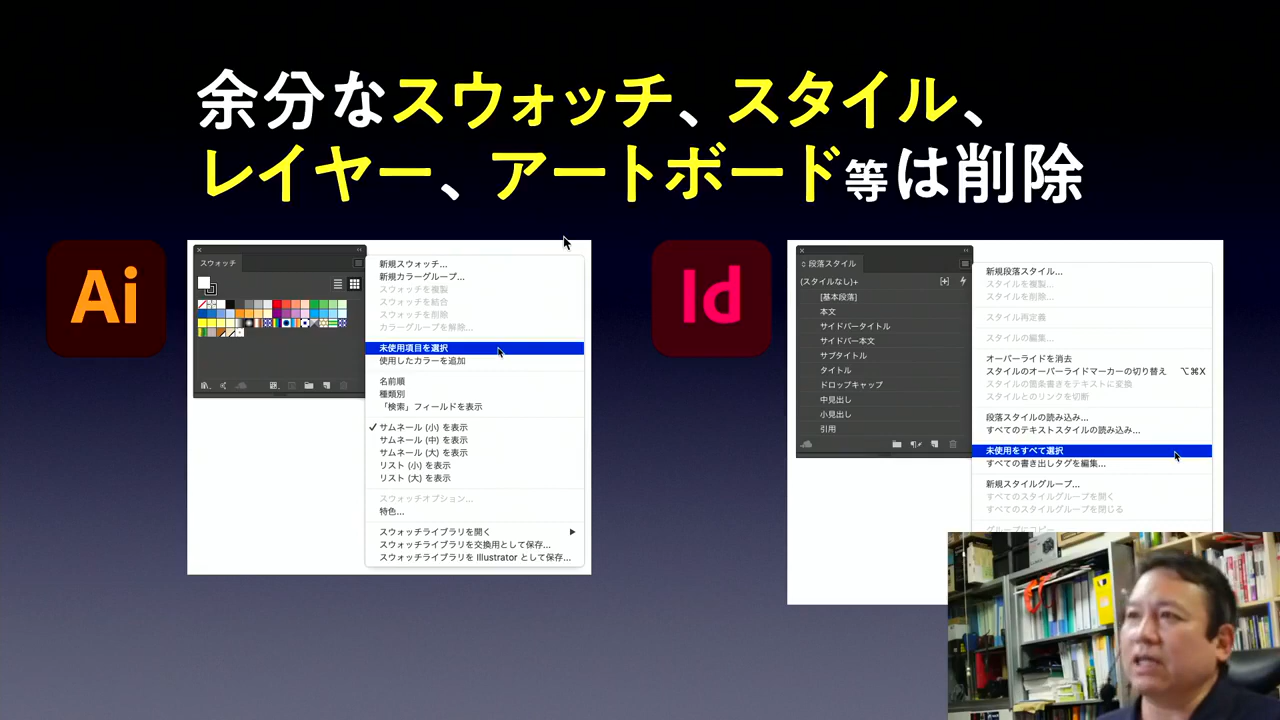 余分なスウォッチ、スタイル、
レイヤー、アートボード等は削除
Ai
スウォッチ
新規スウォッチ...
新規カラーグループ...
スウォッチを複製
スウォッチを結合
スウォッチを削除
カラーグループを解除...
未使用項目を選択
使用したカラーを追加
名前順
種類別
「検索」フィールドを表示
✓サムネール (小) を表示
サムネール (中) を表示
サムネール (大) を表示
リスト (小) を表示
リスト (大) を表示
スウォッチオプション...
特色...
スウォッチライブラリを開く
スウォッチライブラリを交換用として保存...
スウォッチライブラリを Illustrator として保存...
Id
段落スタイル
(スタイルなし)+
[基本段落]
本文
サイドバータイトル
サイドバー本文
サブタイトル
タイトル
ドロップキャップ
中見出し
小見出し
引用
新規段落スタイル...
スタイルを複製...
スタイルを削除...
スタイル再定義
スタイルの編集...
オーバーライドを消去
スタイルのオーバーライドマーカーの切り替え ⌥⌘X
スタイルの箇条書きをテキストに変換
スタイルとのリンクを切断
段落スタイルの読み込み...
すべてのテキストスタイルの読み込み...
未使用をすべて選択
すべての書き出しタグを編集...
新規スタイルグループ...
すべてのスタイルグループを開く
すべてのスタイルグループを閉じる
グループにコピー